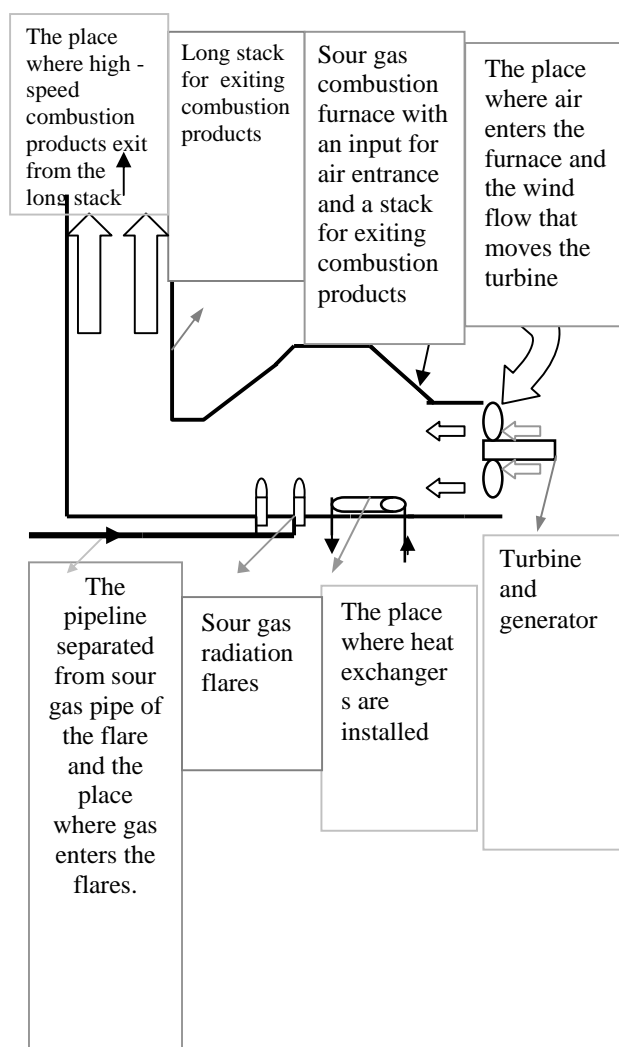 The place
where high -
speed
combustion
products exit
from the
long stack
Long stack
for exiting
combustion
products
Sour gas
combustion
furnace with
an input for
air entrance
and a stack
for exiting
combustion
products
The place
where air
enters the
furnace and
the wind
flow that
moves the
turbine
The
pipeline
separated
from sour
gas pipe of
the flare
and the
place
where gas
enters the
flares.
Sour gas
radiation
flares
The place
where heat
exchanger
s are
installed
Turbine
and
generator